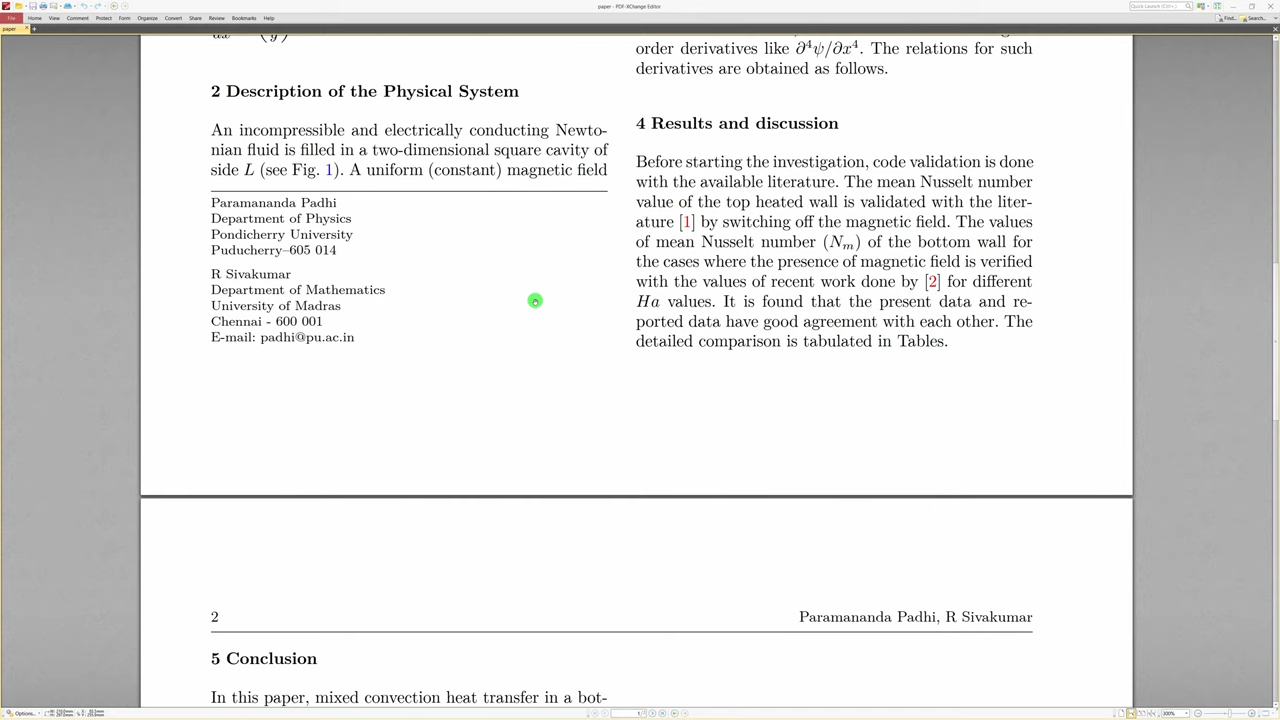 paper - PDF-XChange Editor
Quick Launch (Ctrl+.)
File Home View Comment Protect Form Organize Convert Share Review Bookmarks Help
Find... Search...
paper
2 Description of the Physical System
An incompressible and electrically conducting Newto-
nian fluid is filled in a two-dimensional square cavity of
side L (see Fig. 1). A uniform (constant) magnetic field
Paramananda Padhi
Department of Physics
Pondicherry University
Puducherry–605 014
R Sivakumar
Department of Mathematics
University of Madras
Chennai - 600 001
E-mail: padhi@pu.ac.in
order derivatives like ∂⁴ψ/∂x⁴. The relations for such
derivatives are obtained as follows.
4 Results and discussion
Before starting the investigation, code validation is done
with the available literature. The mean Nusselt number
value of the top heated wall is validated with the liter-
ature [1] by switching off the magnetic field. The values
of mean Nusselt number (Nₘ) of the bottom wall for
the cases where the presence of magnetic field is verified
with the values of recent work done by [2] for different
Ha values. It is found that the present data and re-
ported data have good agreement with each other. The
detailed comparison is tabulated in Tables.
2 Paramananda Padhi, R Sivakumar
5 Conclusion
In this paper, mixed convection heat transfer in a bot-
Options...
300%